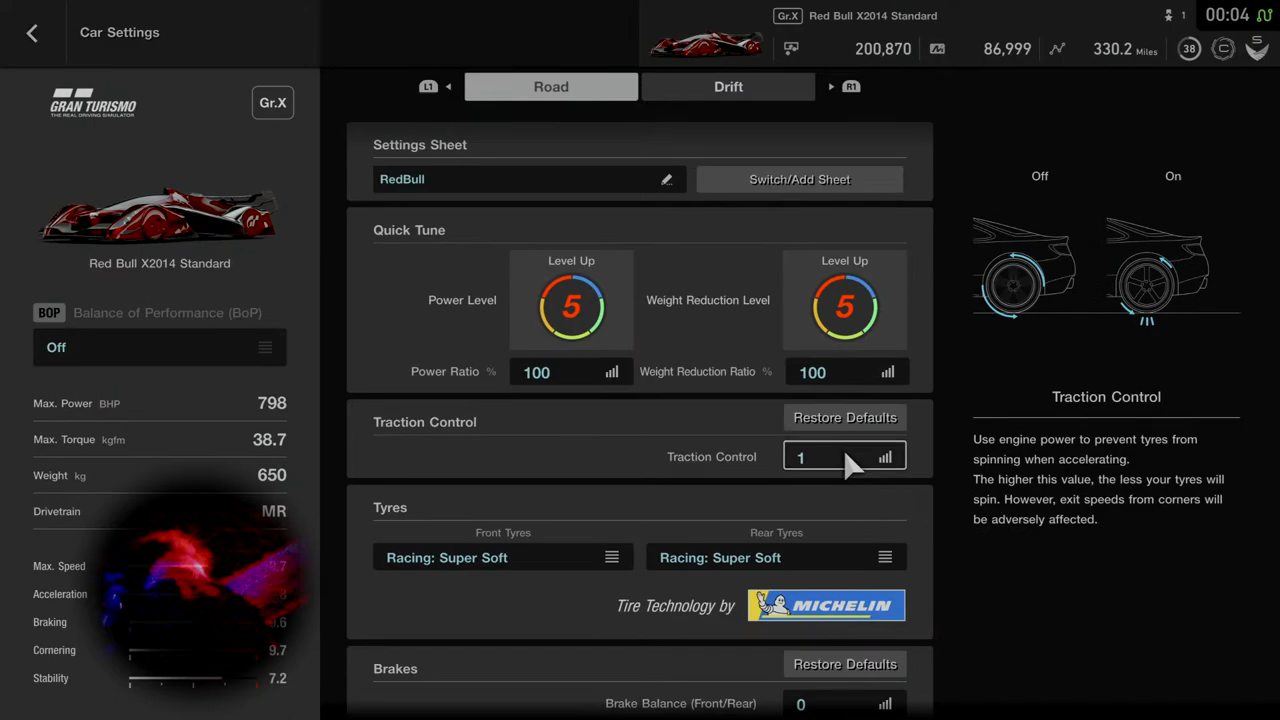 Car Settings
Gr.X Red Bull X2014 Standard
1 00:04
200,870 86,999 330.2 Miles 38 C S
GRAN TURISMO
THE REAL DRIVING SIMULATOR
Gr.X
Red Bull X2014 Standard
BOP Balance of Performance (BoP)
Off
Max. Power BHP 798
Max. Torque kgfm 38.7
Weight kg 650
Drivetrain MR
Max. Speed
Acceleration
Braking
Cornering 9.7
Stability 7.2
L1 Road Drift R1
Settings Sheet
RedBull Switch/Add Sheet
Quick Tune
Level Up Level Up
Power Level 5 Weight Reduction Level 5
Power Ratio % 100 Weight Reduction Ratio % 100
Traction Control Restore Defaults
Traction Control 1
Tyres
Front Tyres Rear Tyres
Racing: Super Soft Racing: Super Soft
Tire Technology by MICHELIN
Brakes Restore Defaults
Brake Balance (Front/Rear) 0
Off On
Traction Control
Use engine power to prevent tyres from
spinning when accelerating.
The higher this value, the less your tyres will
spin. However, exit speeds from corners will
be adversely affected.